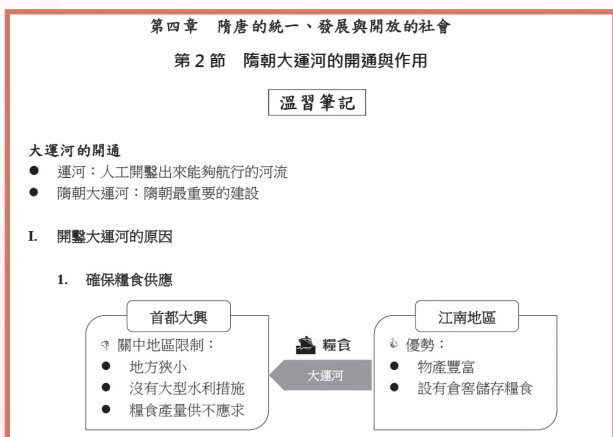 第四章　隋唐的統一、發展與開放的社會
第 2 節　隋朝大運河的開通與作用
溫習筆記
大運河的開通
● 運河：人工開鑿出來能夠航行的河流
● 隋朝大運河：隋朝最重要的建設
I. 開鑿大運河的原因
1. 確保糧食供應
首都大興
關中地區限制：
● 地方狹小
● 沒有大型水利措施
● 糧食產量供不應求
糧食
大運河
江南地區
優勢：
● 物產豐富
● 設有倉窖儲存糧食